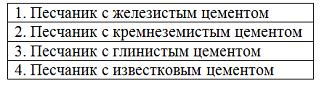 1. Песчаник с железистым цементом
2. Песчаник с кремнеземистым цементом
3. Песчаник с глинистым цементом
4. Песчаник с известковым цементом